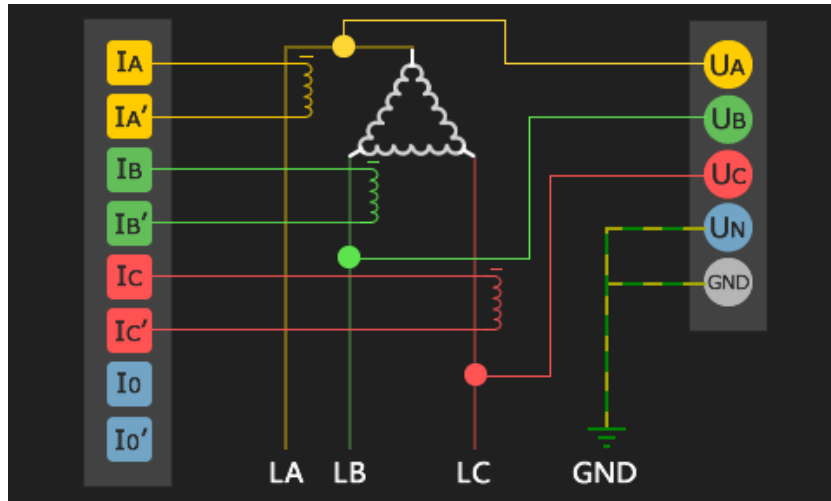 IA
IA′
IB
IB′
IC
IC′
I0
I0′
UA
UB
UC
UN
GND
LA LB LC GND